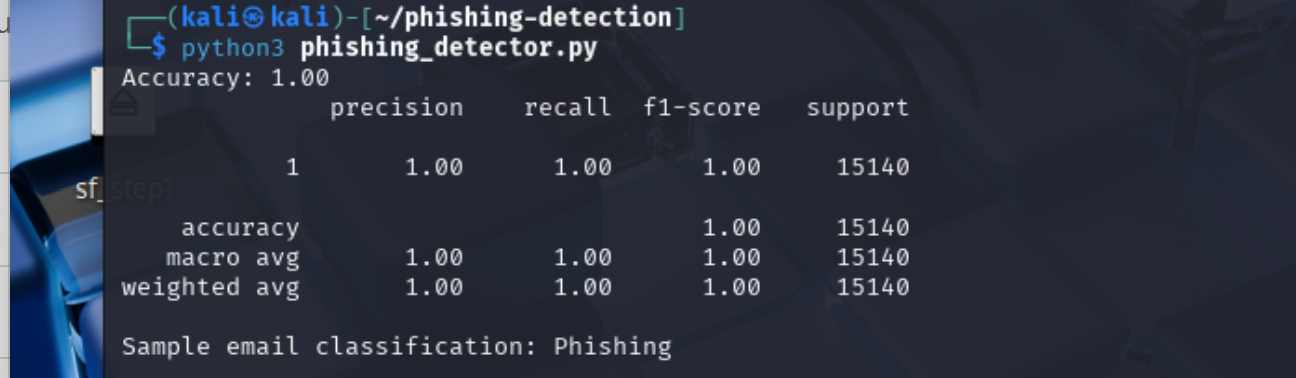 ┌──(kali㉿kali)-[~/phishing-detection]
└─$ python3 phishing_detector.py
Accuracy: 1.00
precision recall f1-score support
1 1.00 1.00 1.00 15140
accuracy 1.00 15140
macro avg 1.00 1.00 1.00 15140
weighted avg 1.00 1.00 1.00 15140
Sample email classification: Phishing
sf_step1